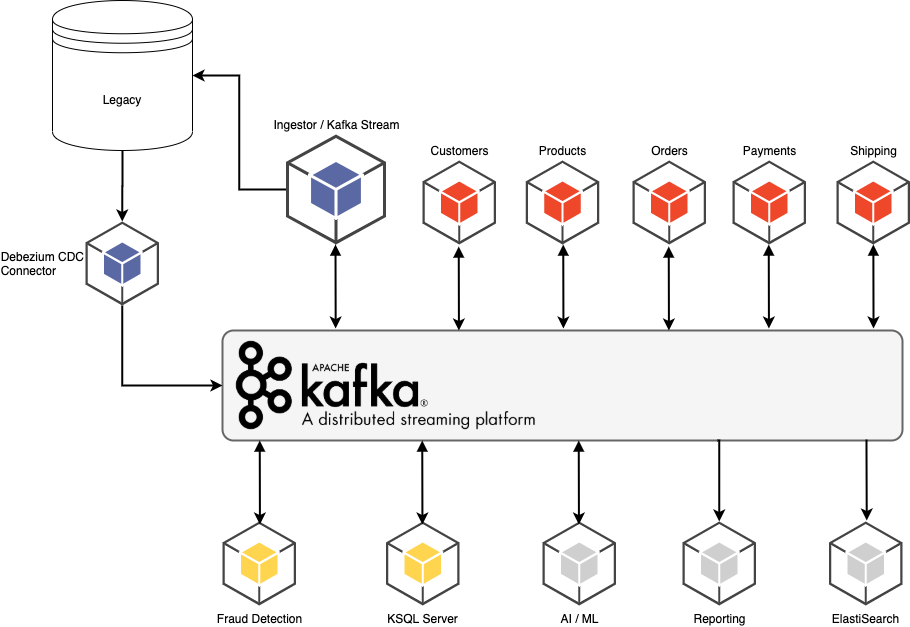 Legacy
Ingestor / Kafka Stream
Customers
Products
Orders
Payments
Shipping
Debezium CDC
Connector
APACHE
kafka®
A distributed streaming platform
Fraud Detection
KSQL Server
AI / ML
Reporting
ElastiSearch